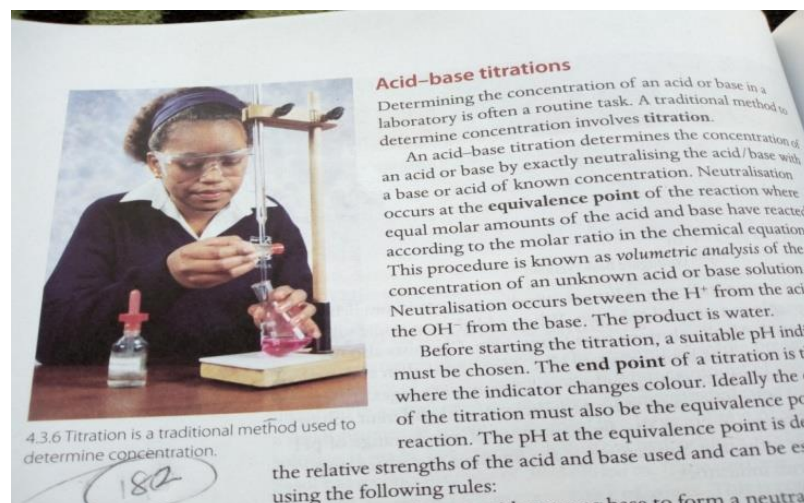 Acid–base titrations
Determining the concentration of an acid or base in a
laboratory is often a routine task. A traditional method to
determine concentration involves titration.
An acid–base titration determines the concentration of
an acid or base by exactly neutralising the acid/base with
a base or acid of known concentration. Neutralisation
occurs at the equivalence point of the reaction where
equal molar amounts of the acid and base have reacted
according to the molar ratio in the chemical equation
This procedure is known as volumetric analysis of the
concentration of an unknown acid or base solution
Neutralisation occurs between the H⁺ from the
the OH⁻ from the base. The product is water.
Before starting the titration, a suitable pH
must be chosen. The end point of a titration is
where the indicator changes colour. Ideally the
of the titration must also be the equivalence
reaction. The pH at the equivalence point is
the relative strengths of the acid and base used and can be
using the following rules:
base to form a
4.3.6 Titration is a traditional method used to
determine concentration.
182